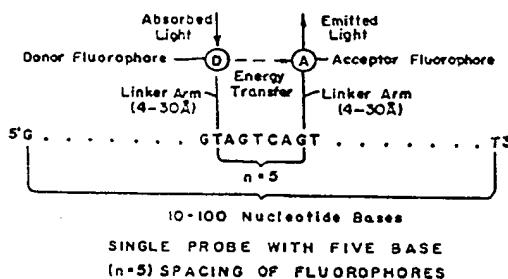 Absorbed Light
Emitted Light
Donor Fluorophore
D
A
Acceptor Fluorophore
Energy Transfer
Linker Arm
(4-30Å)
Linker Arm
(4-30Å)
5'G . . . . . . . . . . G T A G T C A G T . . . . . . . . T3'
n=5
10-100 Nucleotide Bases
SINGLE PROBE WITH FIVE BASE
(n=5) SPACING OF FLUOROPHORES